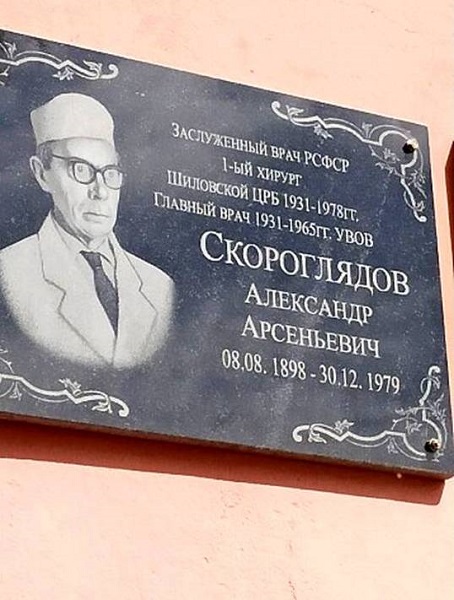 ЗАСЛУЖЕННЫЙ ВРАЧ РСФСР
1-ЫЙ ХИРУРГ
ШИЛОВСКОЙ ЦРБ 1931-1978ГГ.
ГЛАВНЫЙ ВРАЧ 1931-1965ГГ. УВОВ
СКОРОГЛЯДОВ
АЛЕКСАНДР
АРСЕНЬЕВИЧ
08.08. 1898 - 30.12. 1979